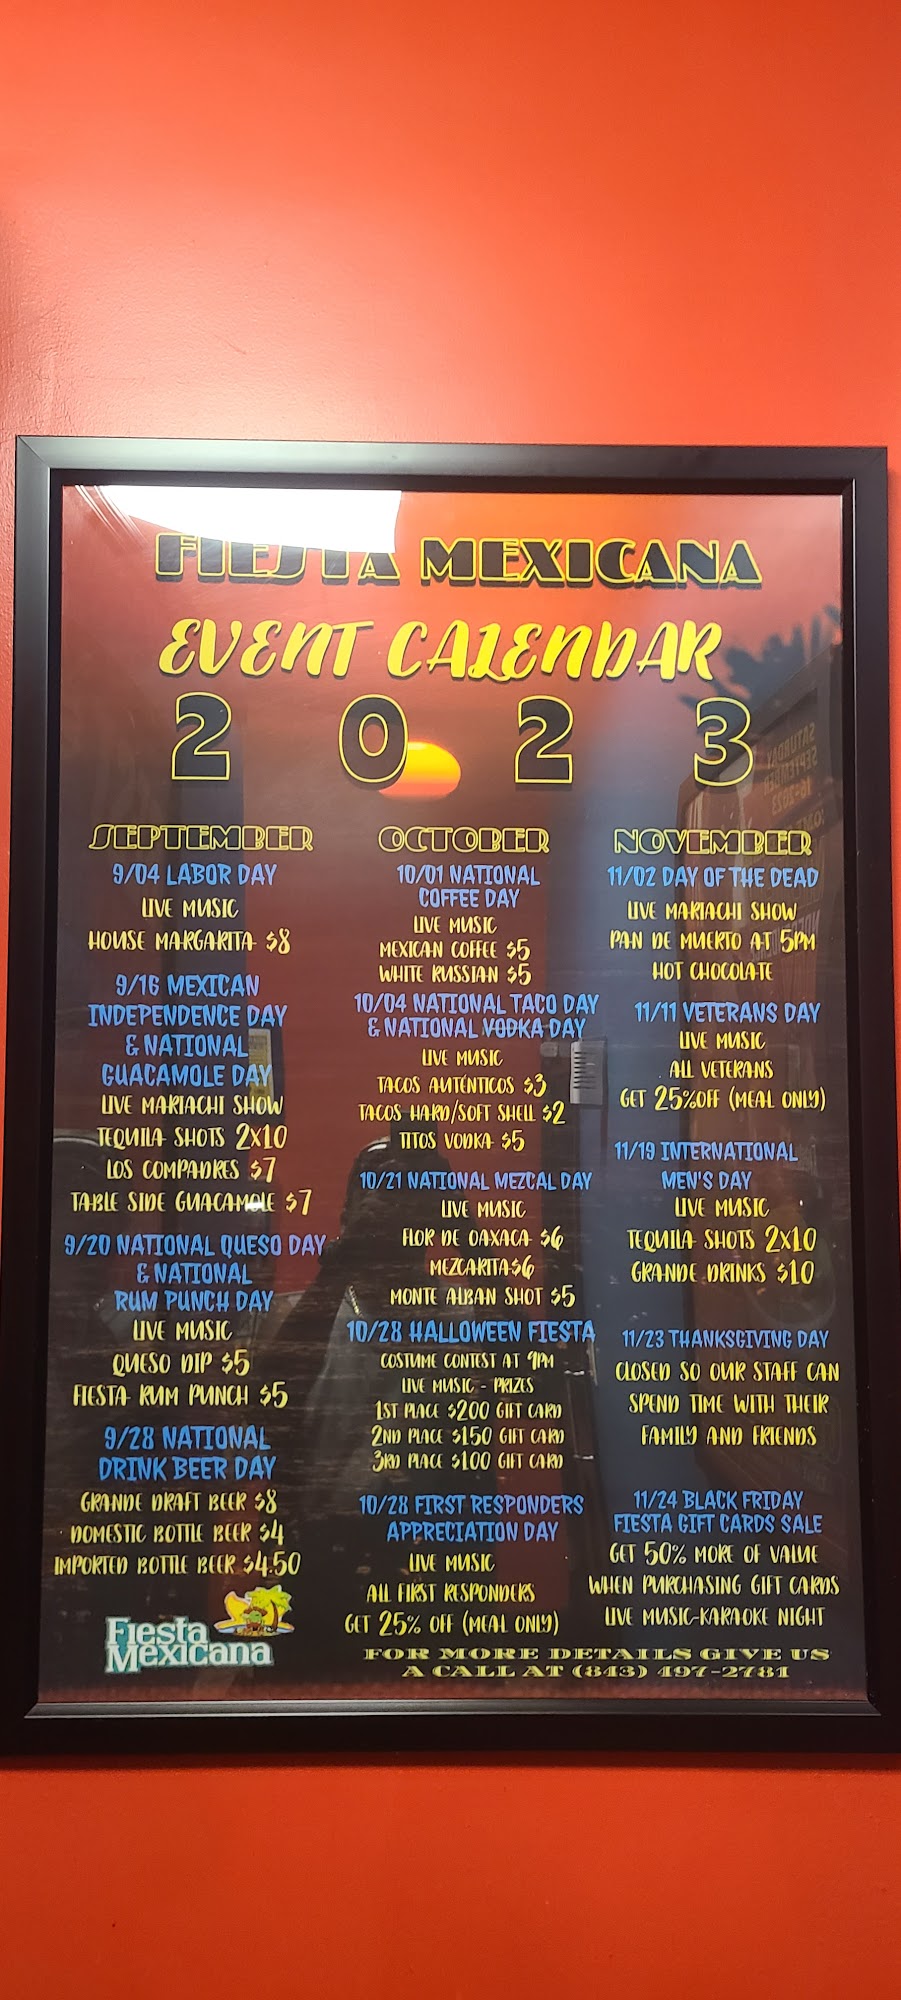 FIESTA MEXICANA
EVENT CALENDAR
2 0 2 3
SEPTEMBER
9/04 LABOR DAY
LIVE MUSIC
HOUSE MARGARITA $8
9/16 MEXICAN
INDEPENDENCE DAY
& NATIONAL
GUACAMOLE DAY
LIVE MARIACHI SHOW
TEQUILA SHOTS 2X10
LOS COMPADRES $7
TABLE SIDE GUACAMOLE $7
9/20 NATIONAL QUESO DAY
& NATIONAL
RUM PUNCH DAY
LIVE MUSIC
QUESO DIP $5
FIESTA RUM PUNCH $5
9/28 NATIONAL
DRINK BEER DAY
GRANDE DRAFT BEER $8
DOMESTIC BOTTLE BEER $4
IMPORTED BOTTLE BEER $4.50
OCTOBER
10/01 NATIONAL
COFFEE DAY
LIVE MUSIC
MEXICAN COFFEE $5
WHITE RUSSIAN $5
10/04 NATIONAL TACO DAY
& NATIONAL VODKA DAY
LIVE MUSIC
TACOS AUTÉNTICOS $3
TACOS HARD/SOFT SHELL $2
TITOS VODKA $5
10/21 NATIONAL MEZCAL DAY
LIVE MUSIC
FLOR DE OAXACA $6
MEZCARITA $6
MONTE ALBAN SHOT $5
10/28 HALLOWEEN FIESTA
COSTUME CONTEST AT 9PM
LIVE MUSIC - PRIZES
1ST PLACE $200 GIFT CARD
2ND PLACE $150 GIFT CARD
3RD PLACE $100 GIFT CARD
10/28 FIRST RESPONDERS
APPRECIATION DAY
LIVE MUSIC
ALL FIRST RESPONDERS
GET 25% OFF (MEAL ONLY)
NOVEMBER
11/02 DAY OF THE DEAD
LIVE MARIACHI SHOW
PAN DE MUERTO AT 5PM
HOT CHOCOLATE
11/11 VETERANS DAY
LIVE MUSIC
ALL VETERANS
GET 25%OFF (MEAL ONLY)
11/19 INTERNATIONAL
MEN'S DAY
LIVE MUSIC
TEQUILA SHOTS 2X10
GRANDE DRINKS $10
11/23 THANKSGIVING DAY
CLOSED SO OUR STAFF CAN
SPEND TIME WITH THEIR
FAMILY AND FRIENDS
11/24 BLACK FRIDAY
FIESTA GIFT CARDS SALE
GET 50% MORE OF VALUE
WHEN PURCHASING GIFT CARDS
LIVE MUSIC-KARAOKE NIGHT
Fiesta
Mexicana
FOR MORE DETAILS GIVE US
A CALL AT (843) 497-2781
SATURDAY
SEPTEMBER
16-2023